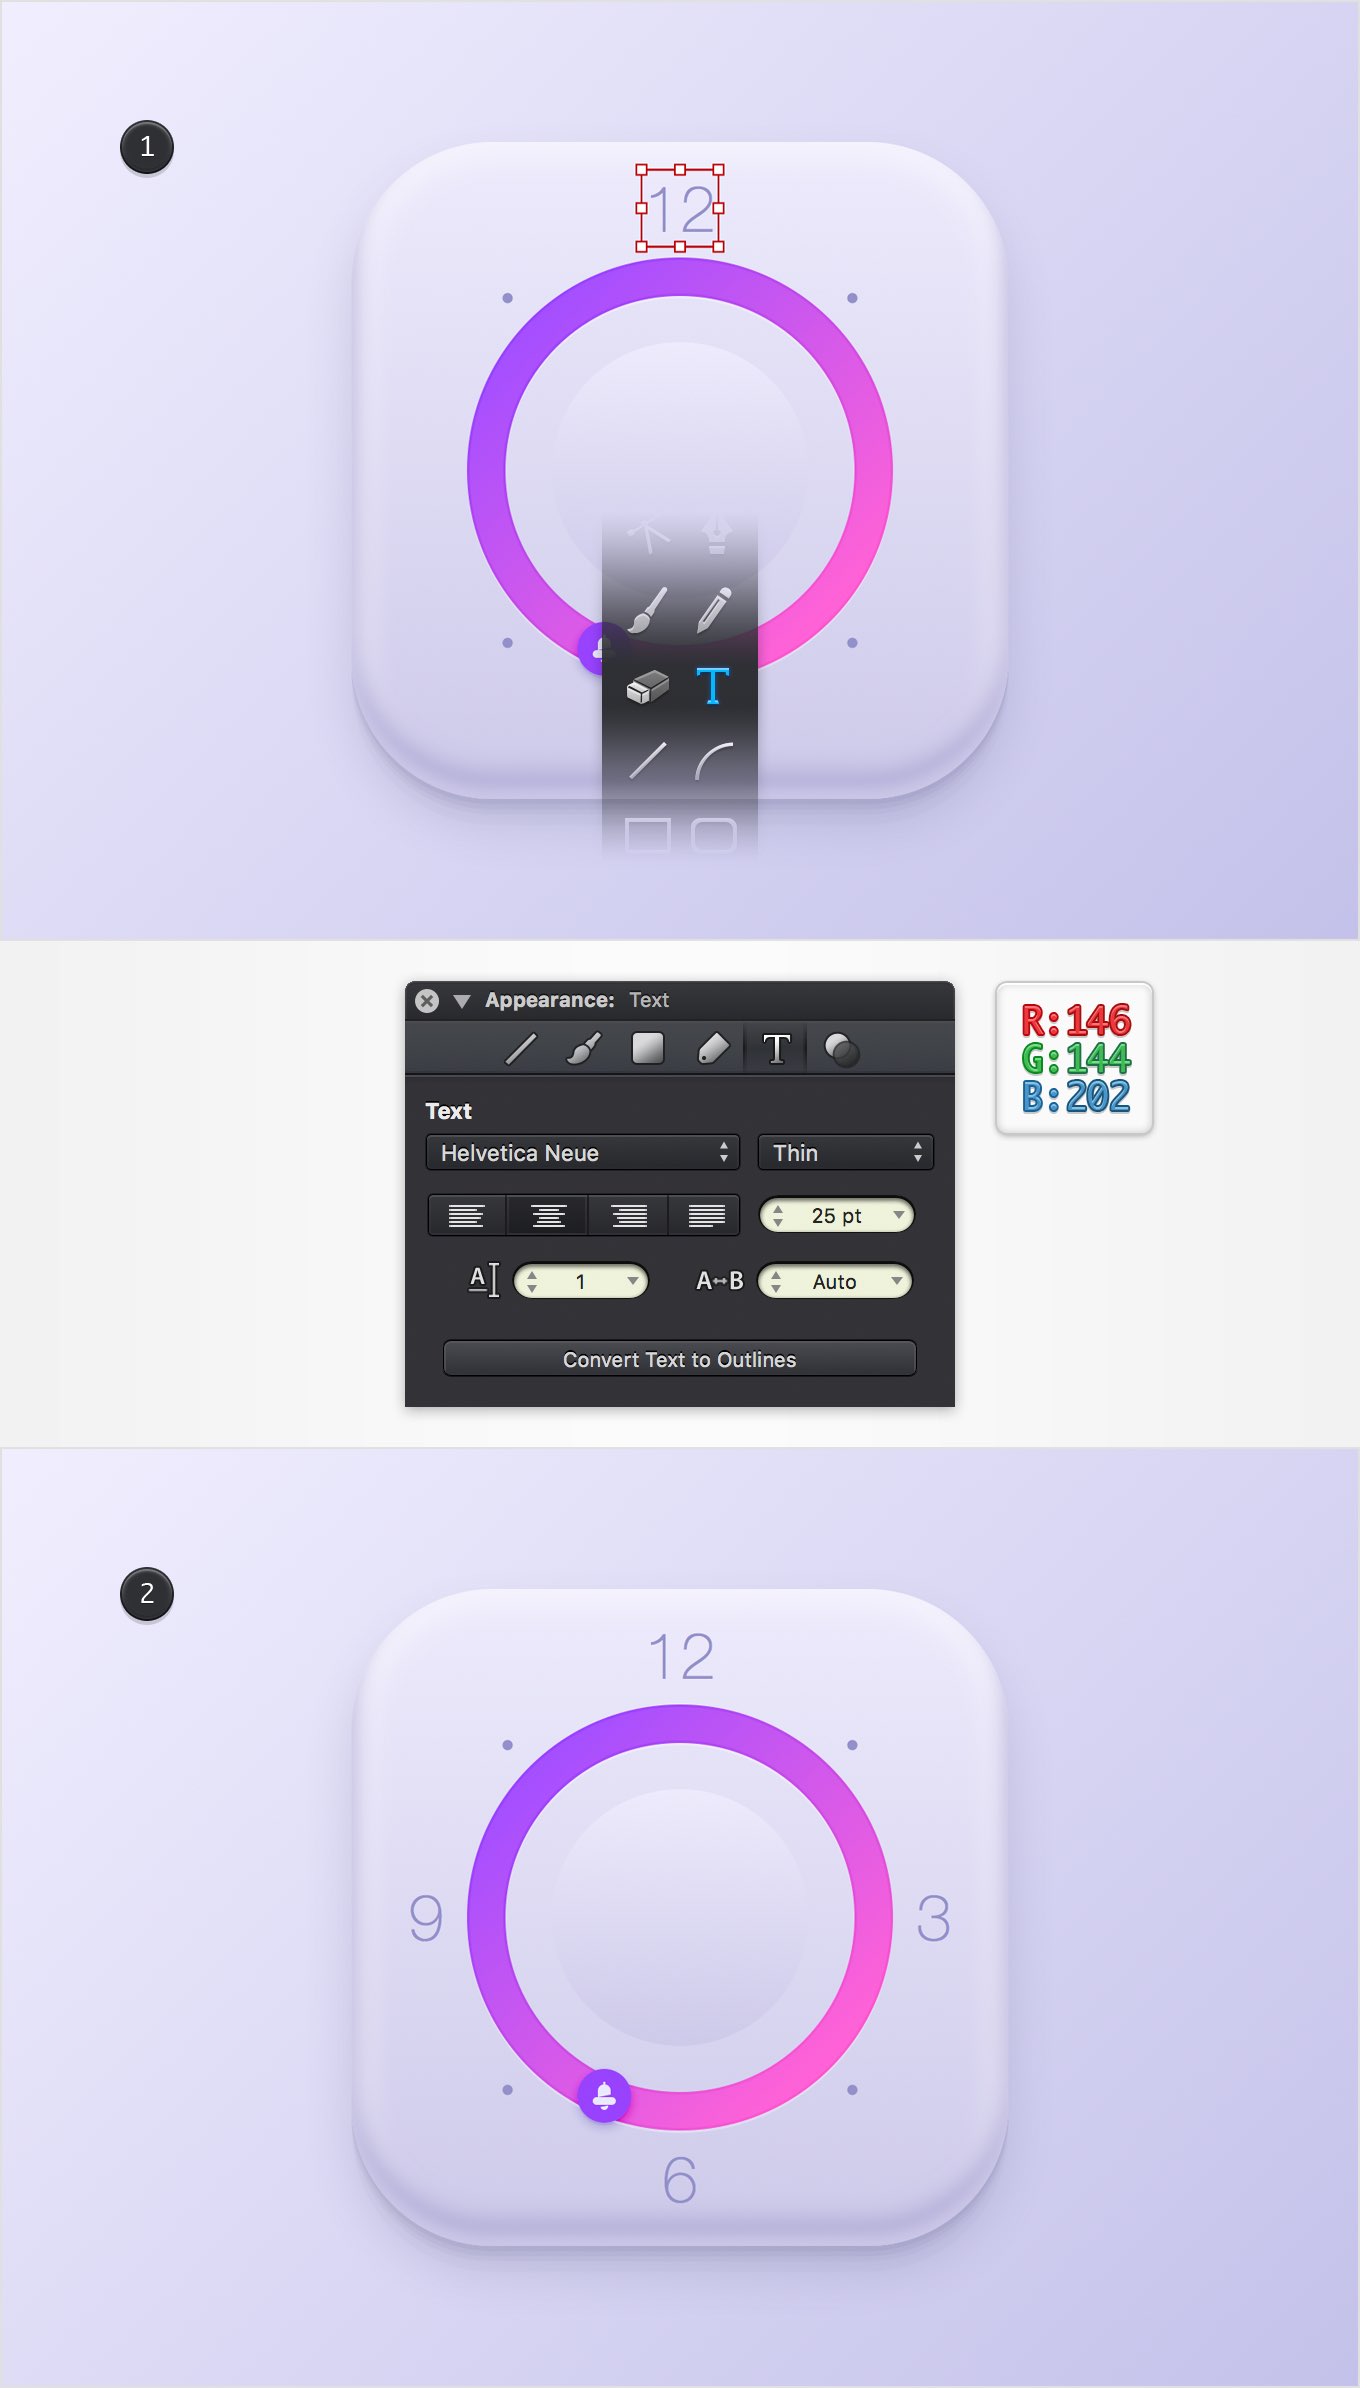 1
12
T
Appearance: Text
T
R:146
G:144
B:202
Text
Helvetica Neue
Thin
25 pt
A
1
A↔B
Auto
Convert Text to Outlines
2
12
9
3
6